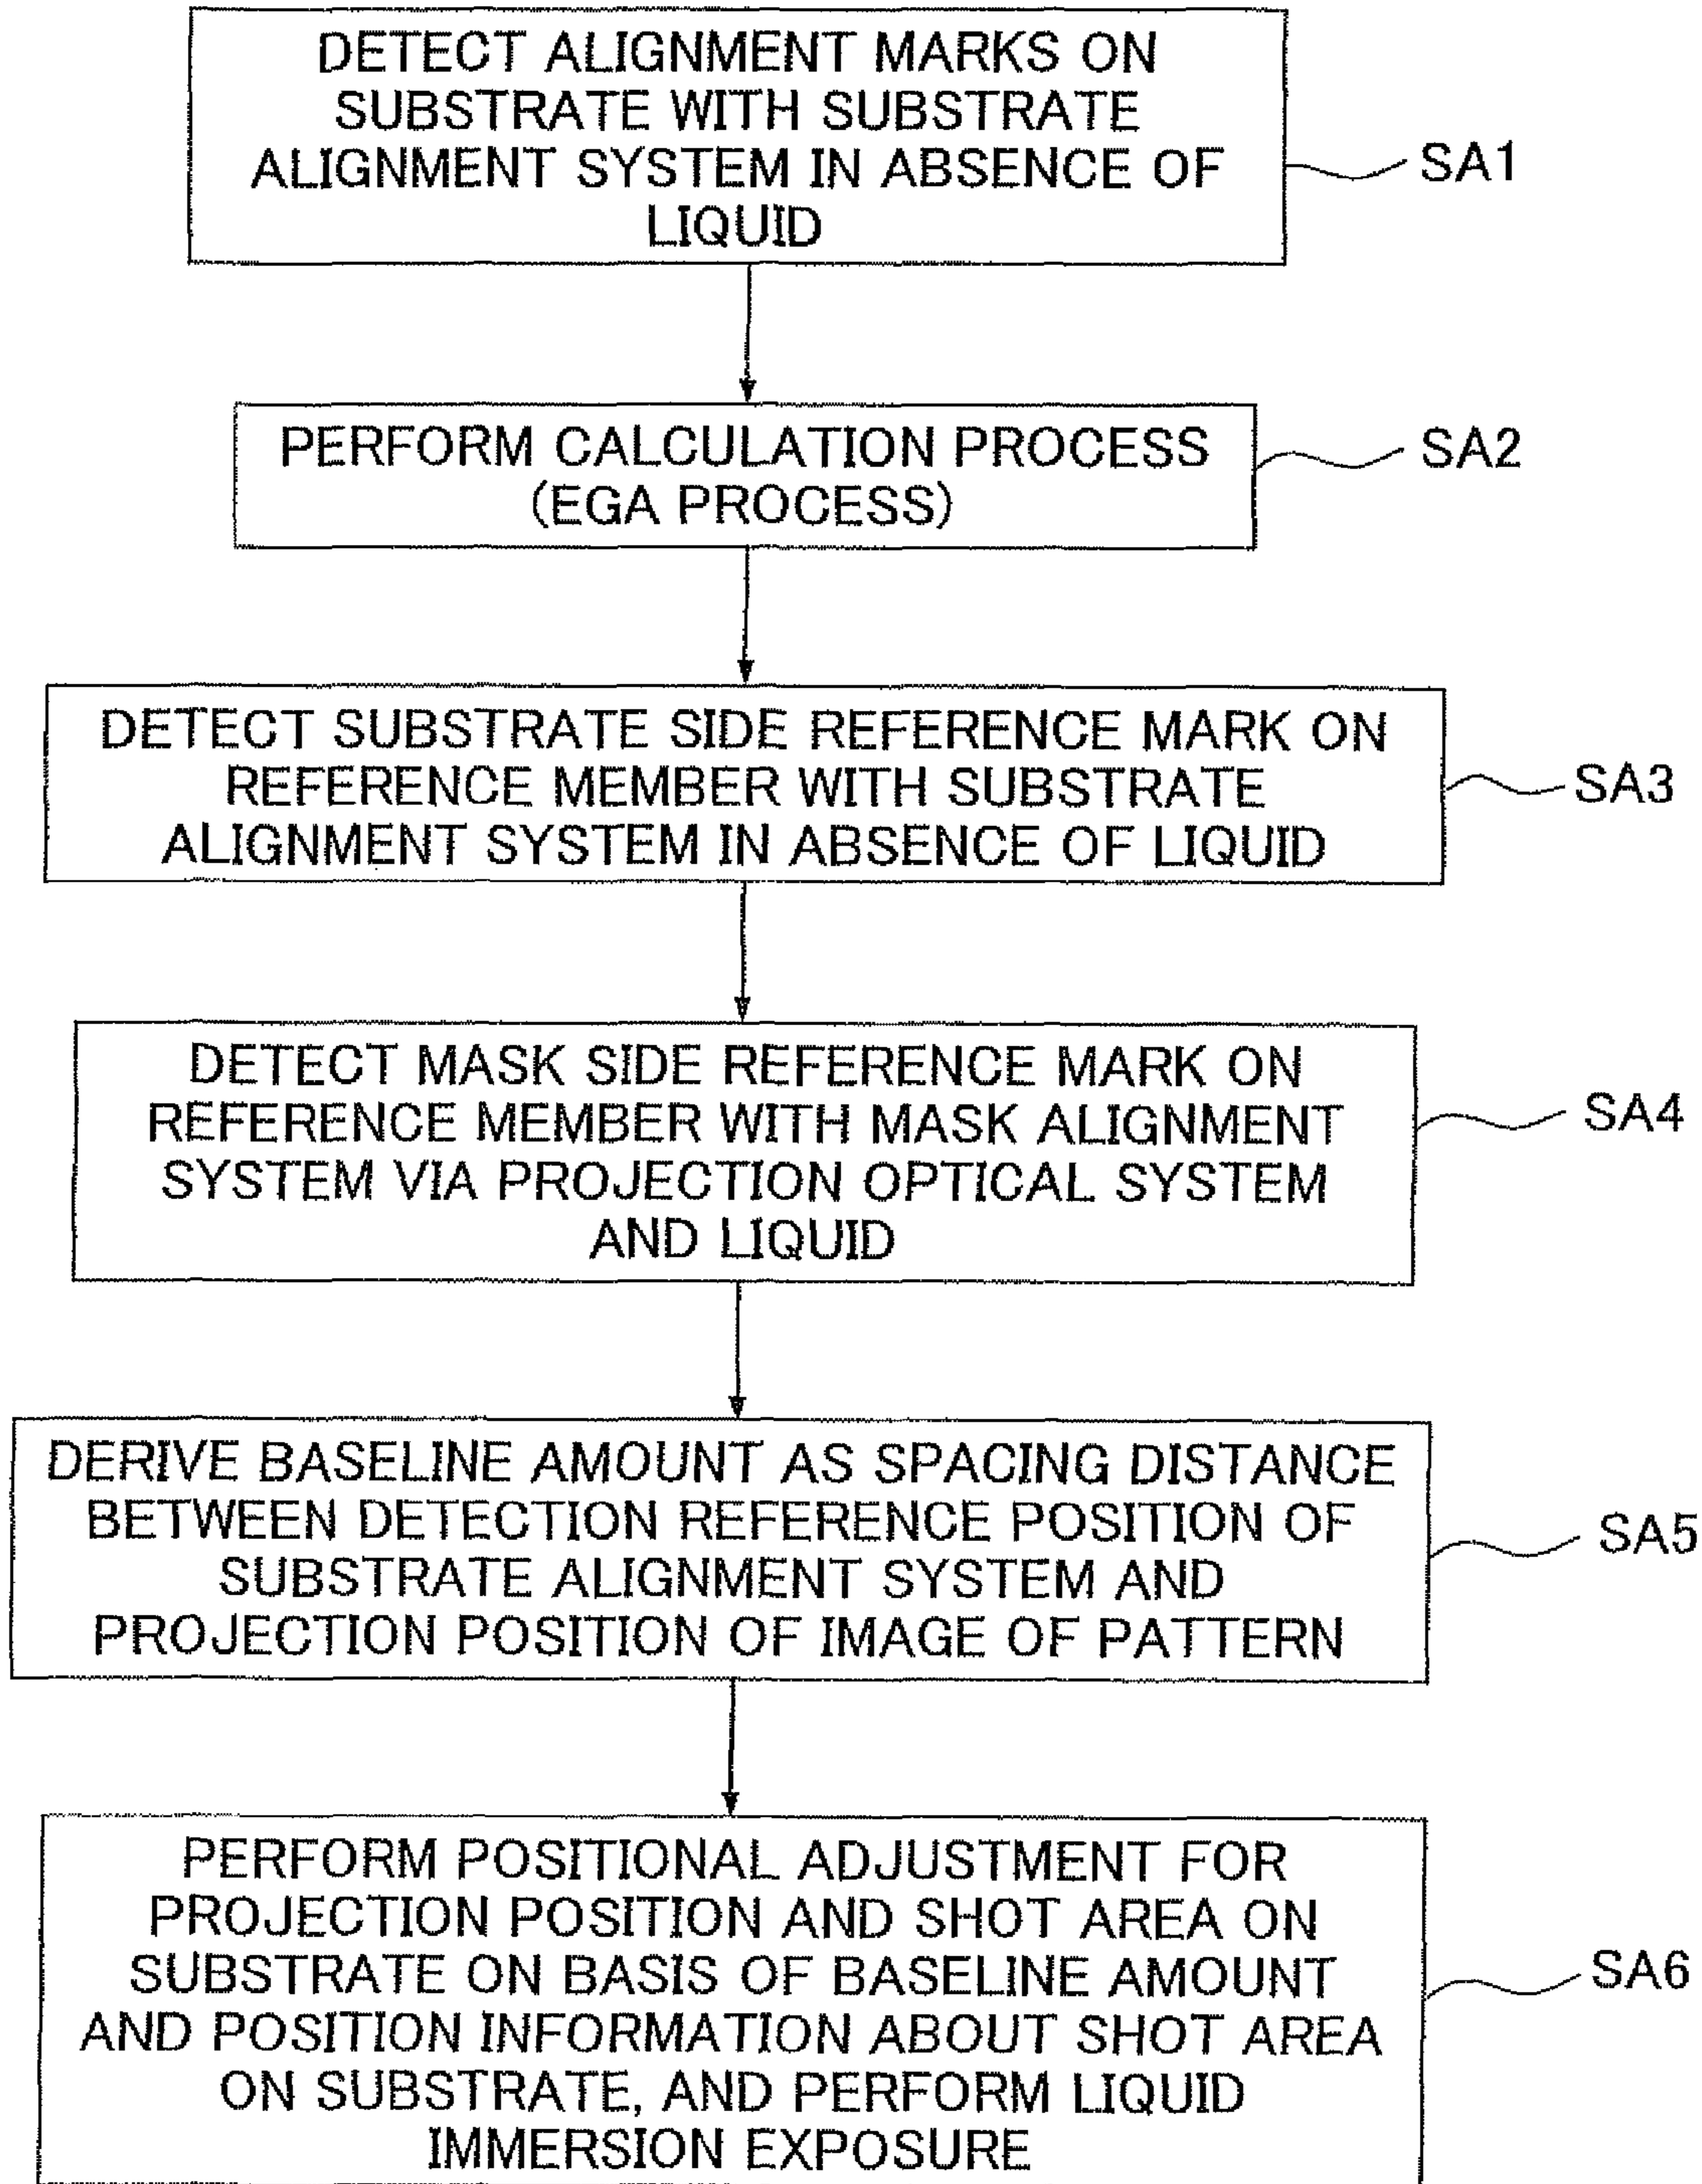 DETECT ALIGNMENT MARKS ON
SUBSTRATE WITH SUBSTRATE
ALIGNMENT SYSTEM IN ABSENCE OF
LIQUID
SA1
PERFORM CALCULATION PROCESS
(EGA PROCESS)
SA2
DETECT SUBSTRATE SIDE REFERENCE MARK ON
REFERENCE MEMBER WITH SUBSTRATE
ALIGNMENT SYSTEM IN ABSENCE OF LIQUID
SA3
DETECT MASK SIDE REFERENCE MARK ON
REFERENCE MEMBER WITH MASK ALIGNMENT
SYSTEM VIA PROJECTION OPTICAL SYSTEM
AND LIQUID
SA4
DERIVE BASELINE AMOUNT AS SPACING DISTANCE
BETWEEN DETECTION REFERENCE POSITION OF
SUBSTRATE ALIGNMENT SYSTEM AND
PROJECTION POSITION OF IMAGE OF PATTERN
SA5
PERFORM POSITIONAL ADJUSTMENT FOR
PROJECTION POSITION AND SHOT AREA ON
SUBSTRATE ON BASIS OF BASELINE AMOUNT
AND POSITION INFORMATION ABOUT SHOT AREA
ON SUBSTRATE, AND PERFORM LIQUID
IMMERSION EXPOSURE
SA6